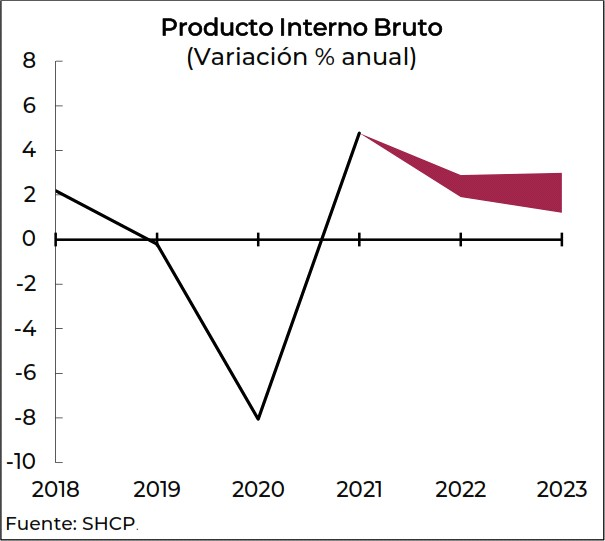 Producto Interno Bruto
(Variación % anual)
8
6
4
2
0
-2
-4
-6
-8
-10
2018 2019 2020 2021 2022 2023
Fuente: SHCP.